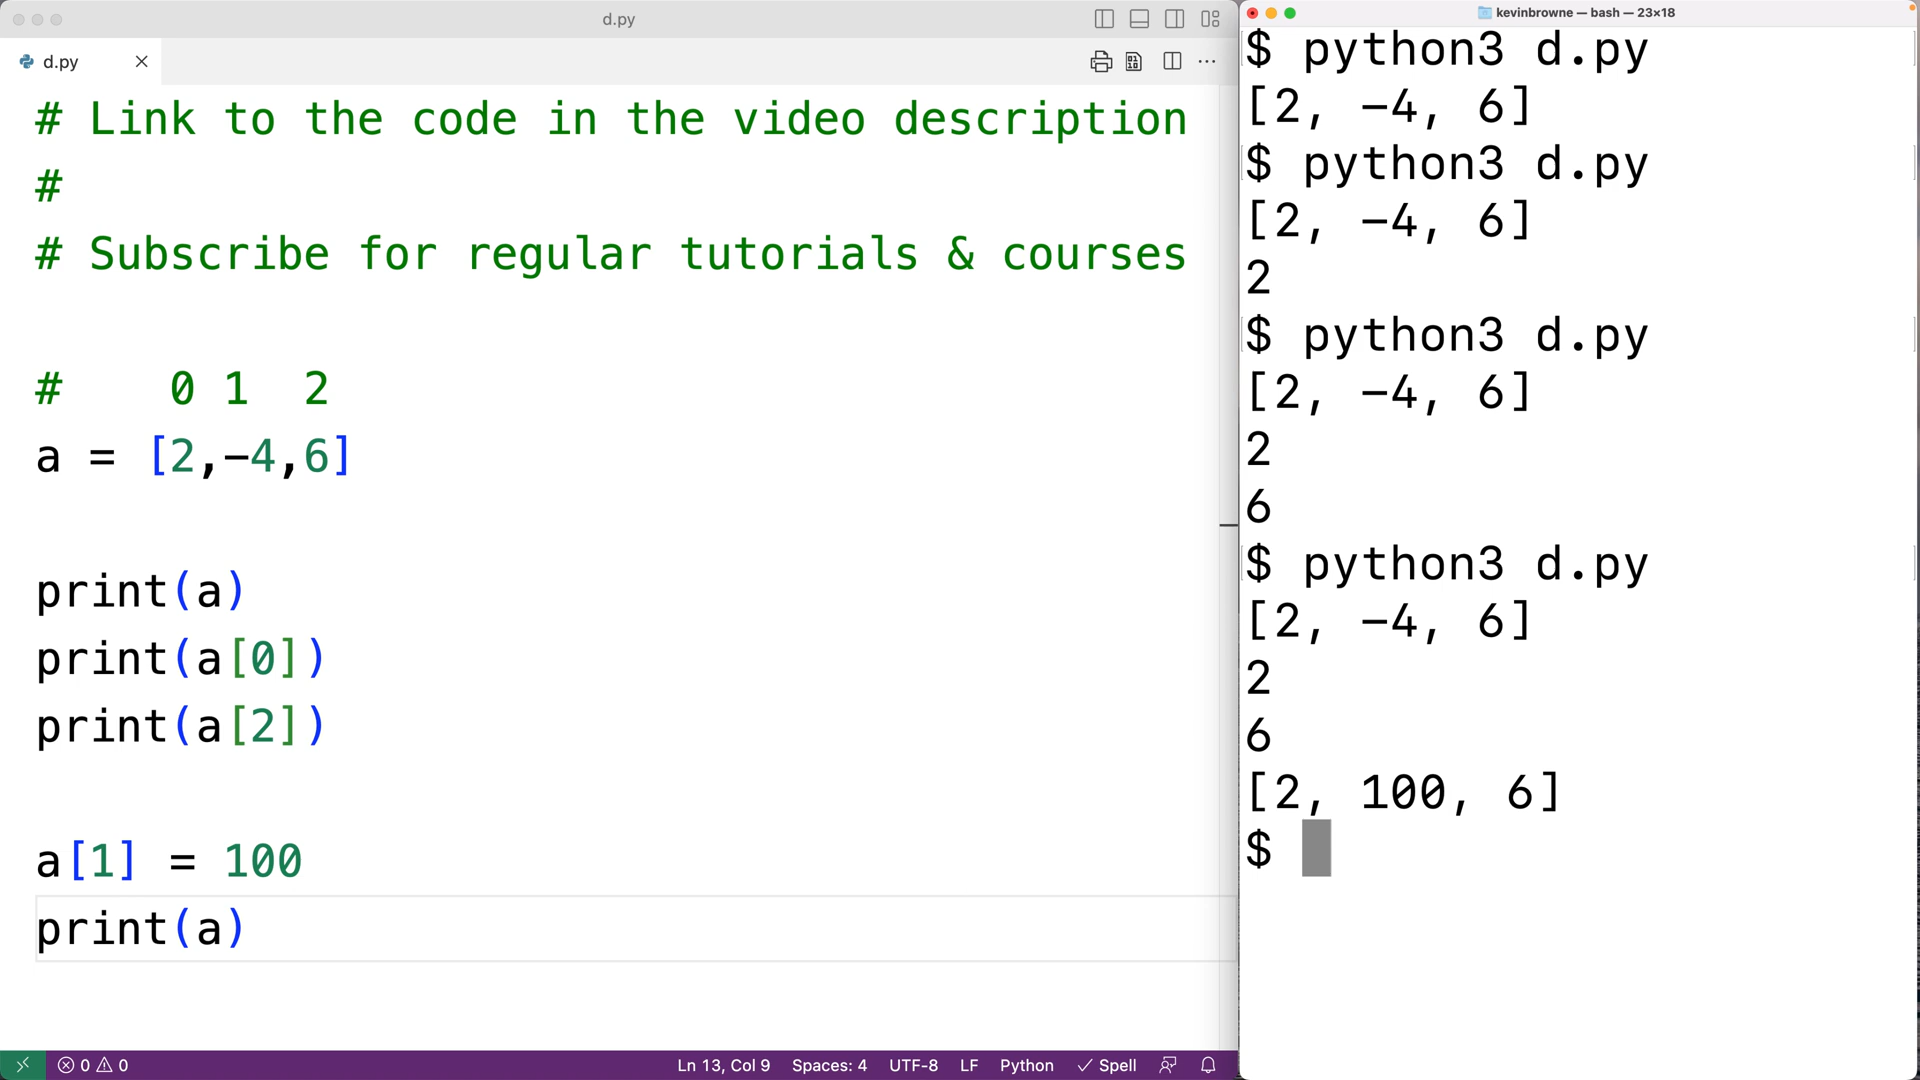 d.py
d.py
# Link to the code in the video description
#
# Subscribe for regular tutorials & courses
#    0 1  2
a = [2,-4,6]
print(a)
print(a[0])
print(a[2])
a[1] = 100
print(a)
0 0
Ln 13, Col 9 Spaces: 4 UTF-8 LF Python Spell
kevinbrowne — bash — 23×18
$ python3 d.py
[2, -4, 6]
$ python3 d.py
[2, -4, 6]
2
$ python3 d.py
[2, -4, 6]
2
6
$ python3 d.py
[2, -4, 6]
2
6
[2, 100, 6]
$